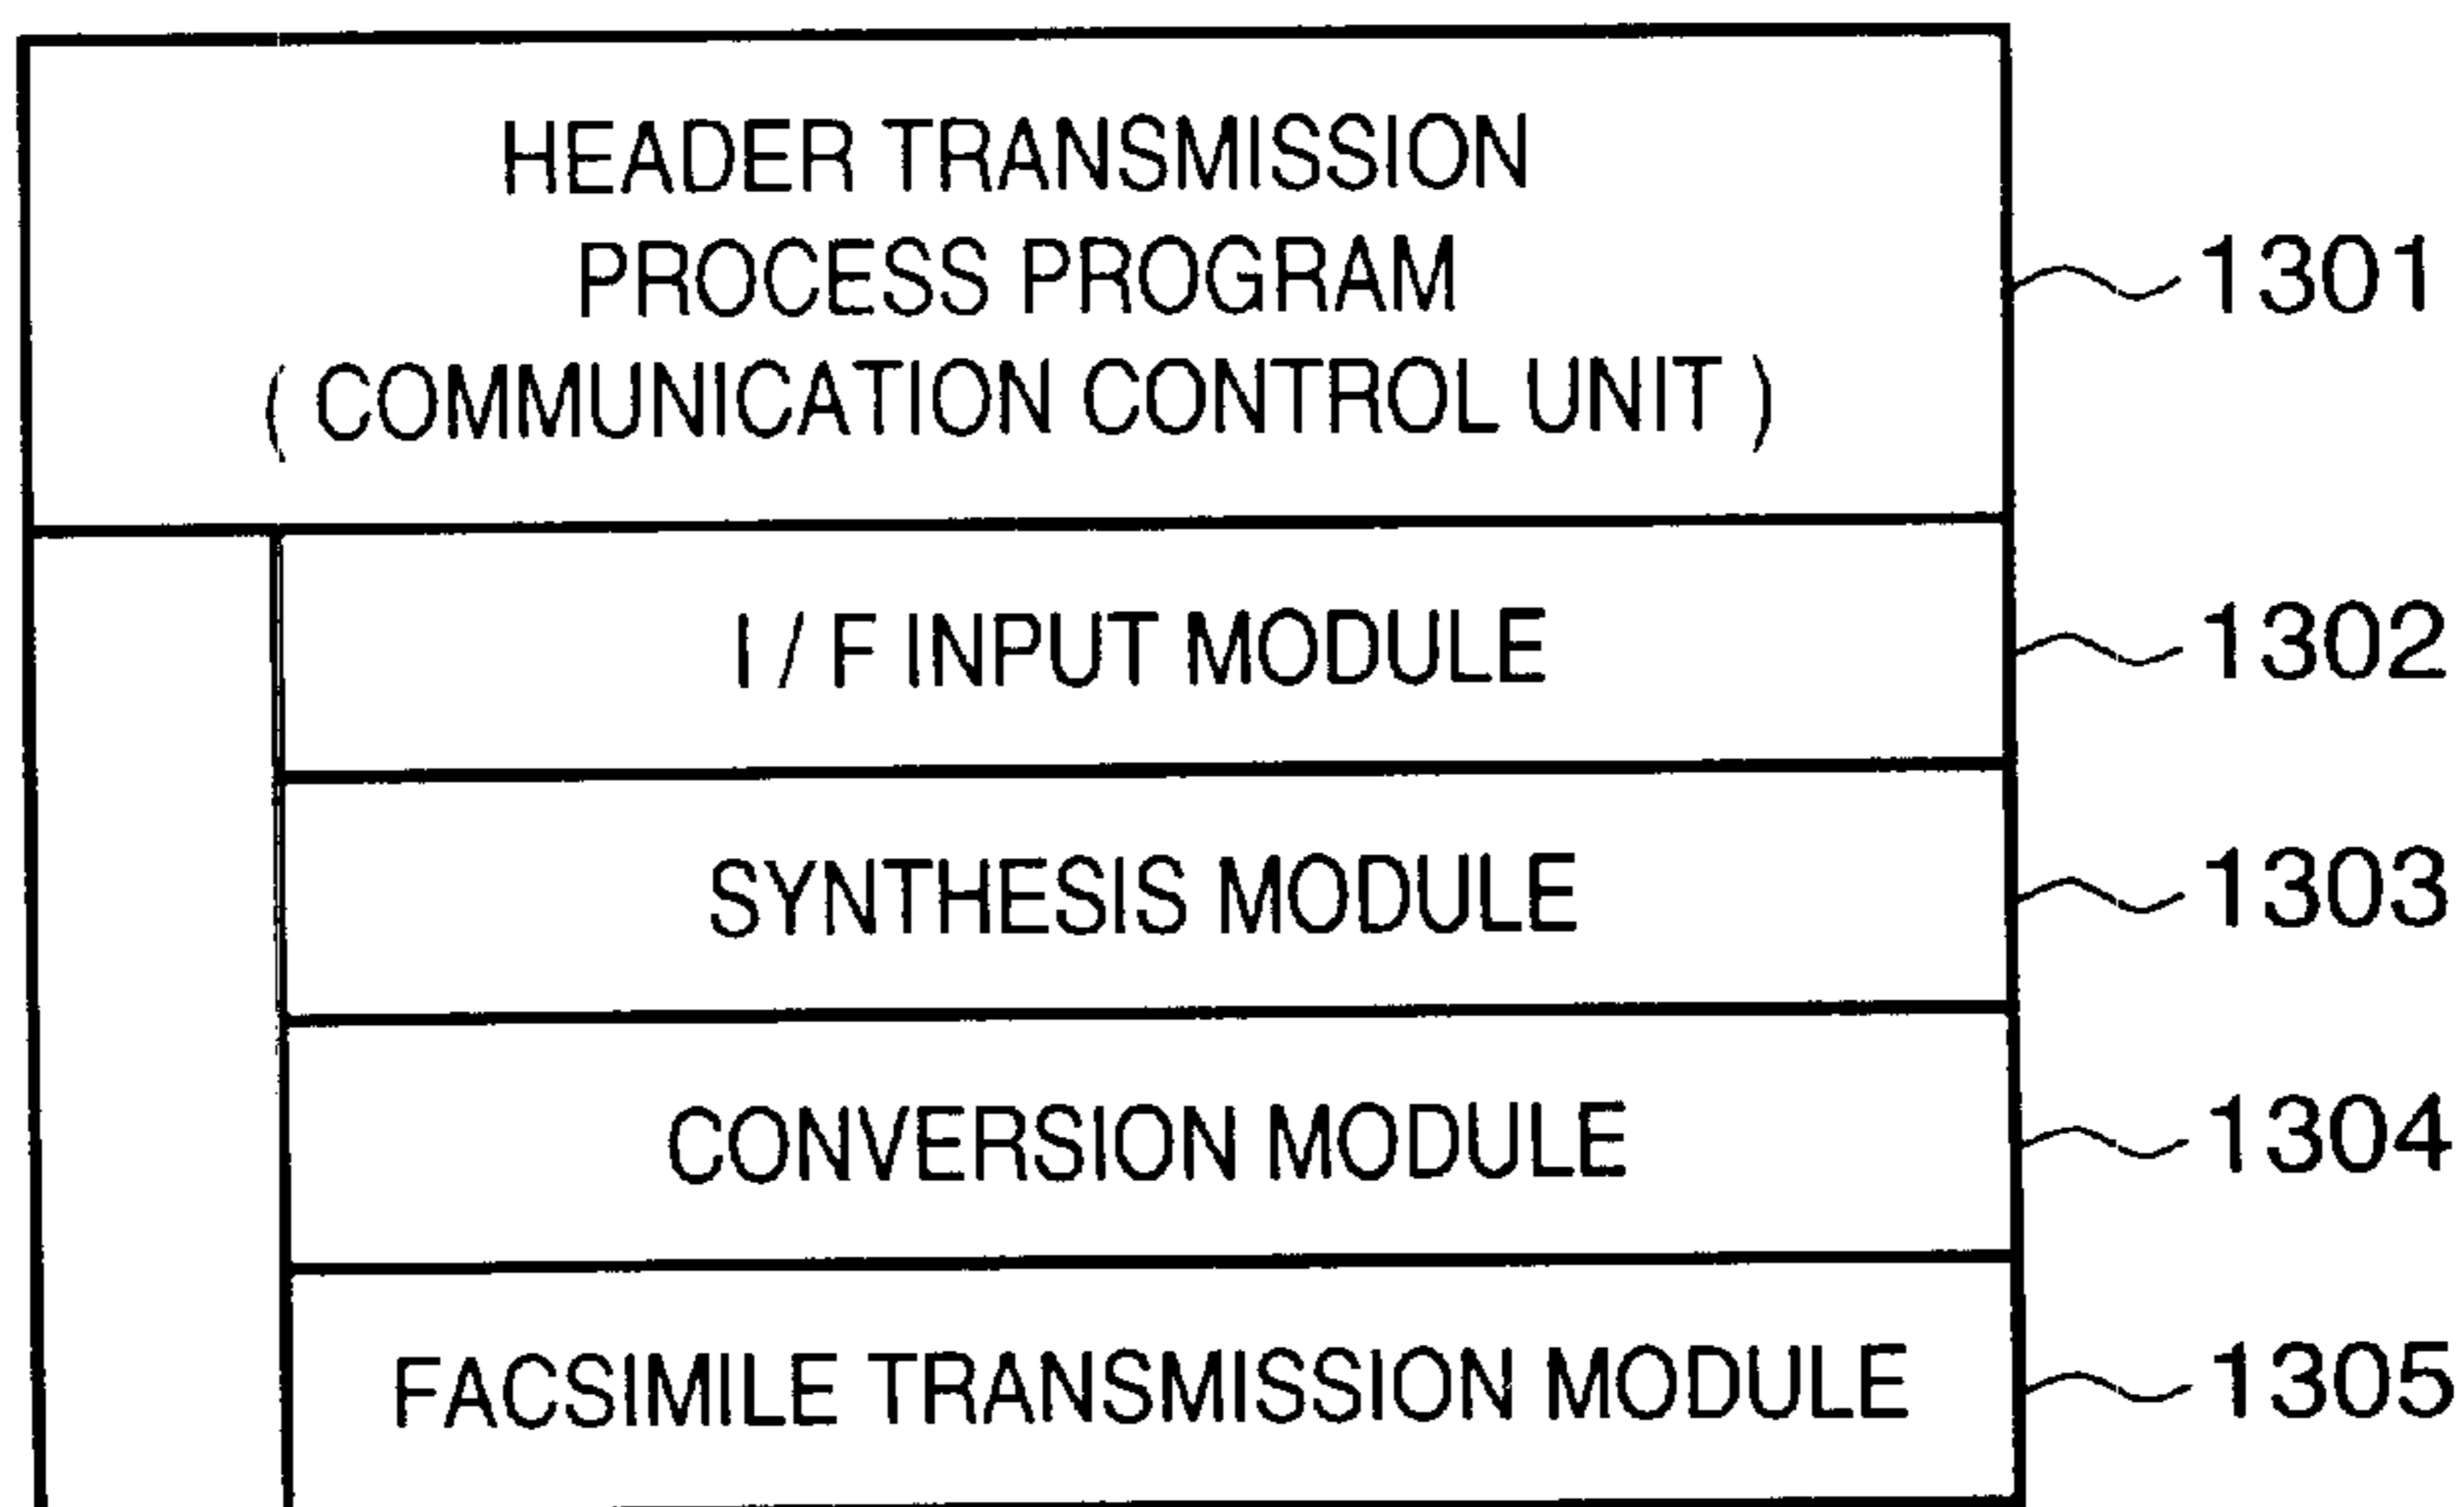 HEADER TRANSMISSION
PROCESS PROGRAM
( COMMUNICATION CONTROL UNIT )
1301
I / F INPUT MODULE
1302
SYNTHESIS MODULE
1303
CONVERSION MODULE
1304
FACSIMILE TRANSMISSION MODULE
1305